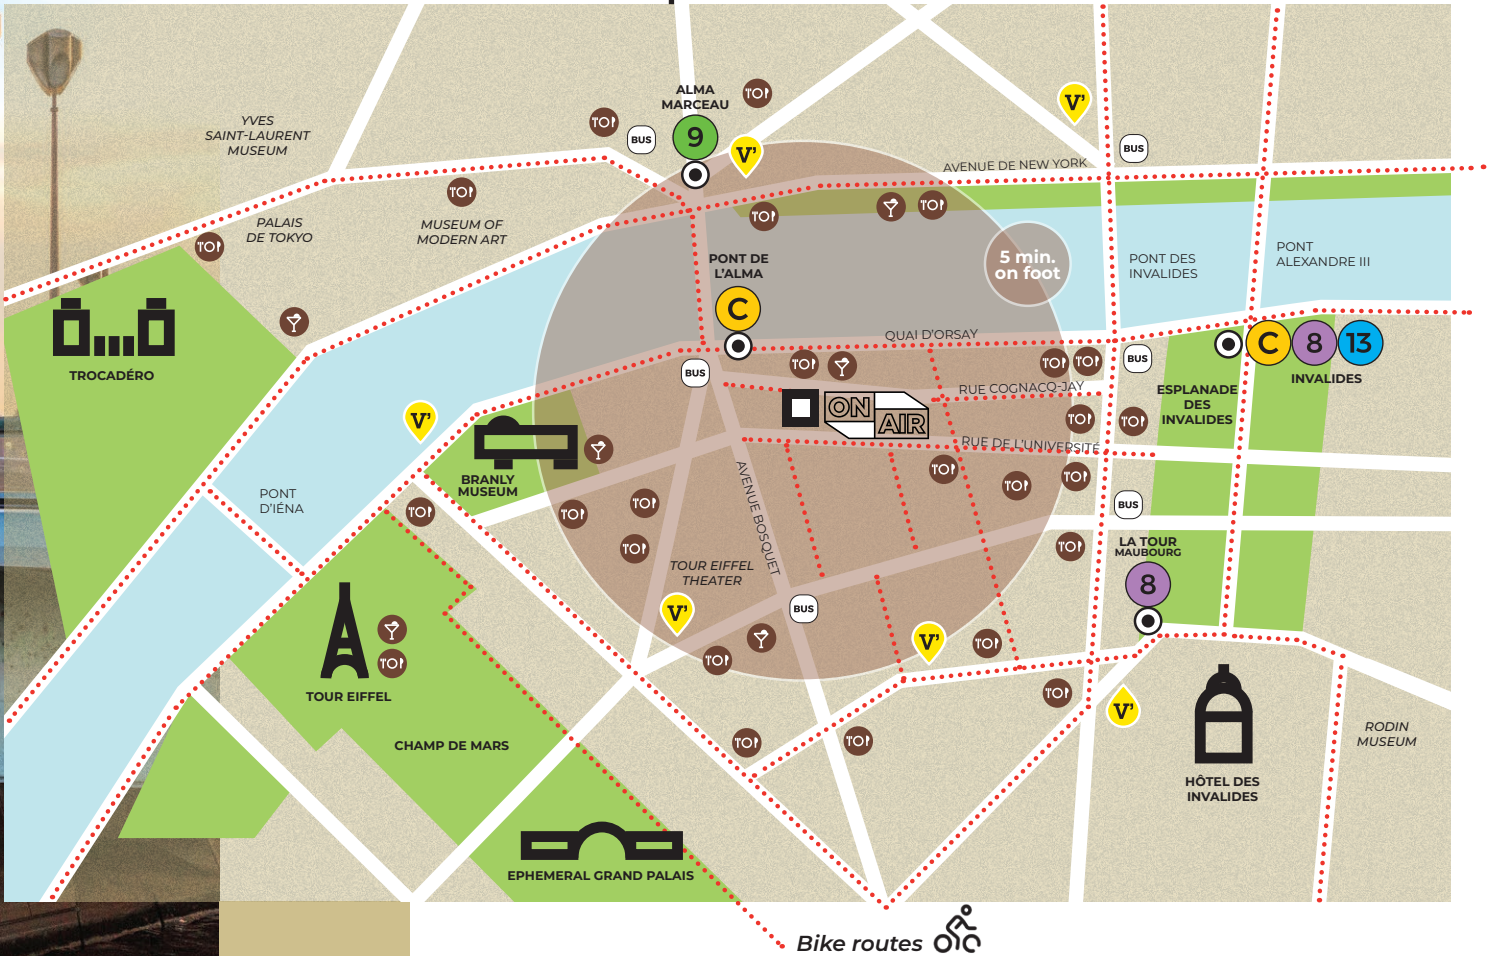 ALMA
MARCEAU
9
BUS
V'
V'
BUS
YVES
SAINT-LAURENT
MUSEUM
AVENUE DE NEW YORK
PALAIS
DE TOKYO
MUSEUM OF
MODERN ART
PONT DE
L'ALMA
C
5 min.
on foot
PONT DES
INVALIDES
PONT
ALEXANDRE III
QUAI D'ORSAY
C
8
13
INVALIDES
TROCADÉRO
BUS
BUS
RUE COGNACQ-JAY
ESPLANADE
DES
INVALIDES
ON
AIR
V'
RUE DE L'UNIVERSITÉ
BRANLY
MUSEUM
PONT
D'IÉNA
AVENUE BOSQUET
BUS
LA TOUR
MAUBOURG
8
TOUR EIFFEL
THEATER
V'
BUS
V'
TOUR EIFFEL
V'
CHAMP DE MARS
RODIN
MUSEUM
HÔTEL DES
INVALIDES
EPHEMERAL GRAND PALAIS
Bike routes